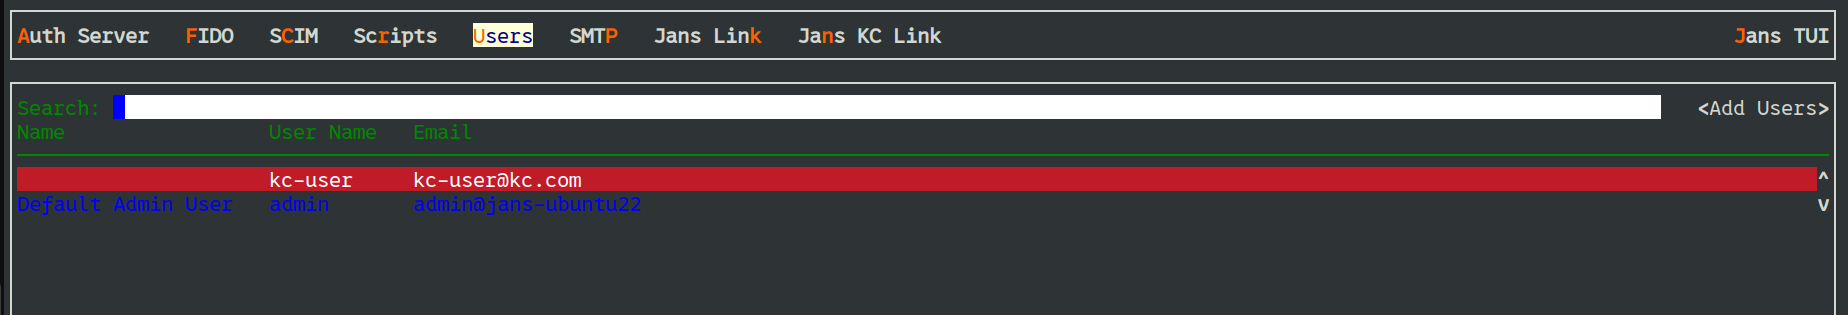 Auth Server FIDO SCIM Scripts Users SMTP Jans Link Jans KC Link Jans TUI
Search: <Add Users>
Name User Name Email
kc-user kc-user@kc.com ^
Default Admin User admin admin@jans-ubuntu22 v